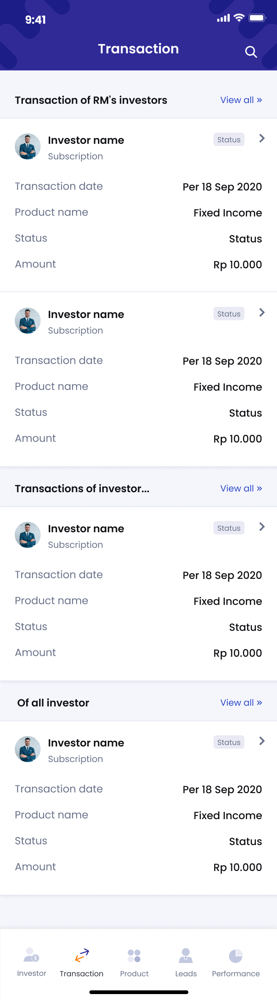 9:41
Transaction
Transaction of RM's investors View all »
Investor name Status
Subscription
Transaction date Per 18 Sep 2020
Product name Fixed Income
Status Status
Amount Rp 10.000
Investor name Status
Subscription
Transaction date Per 18 Sep 2020
Product name Fixed Income
Status Status
Amount Rp 10.000
Transactions of investor... View all »
Investor name Status
Subscription
Transaction date Per 18 Sep 2020
Product name Fixed Income
Status Status
Amount Rp 10.000
Of all investor View all »
Investor name Status
Subscription
Transaction date Per 18 Sep 2020
Product name Fixed Income
Status Status
Amount Rp 10.000
Investor Transaction Product Leads Performance